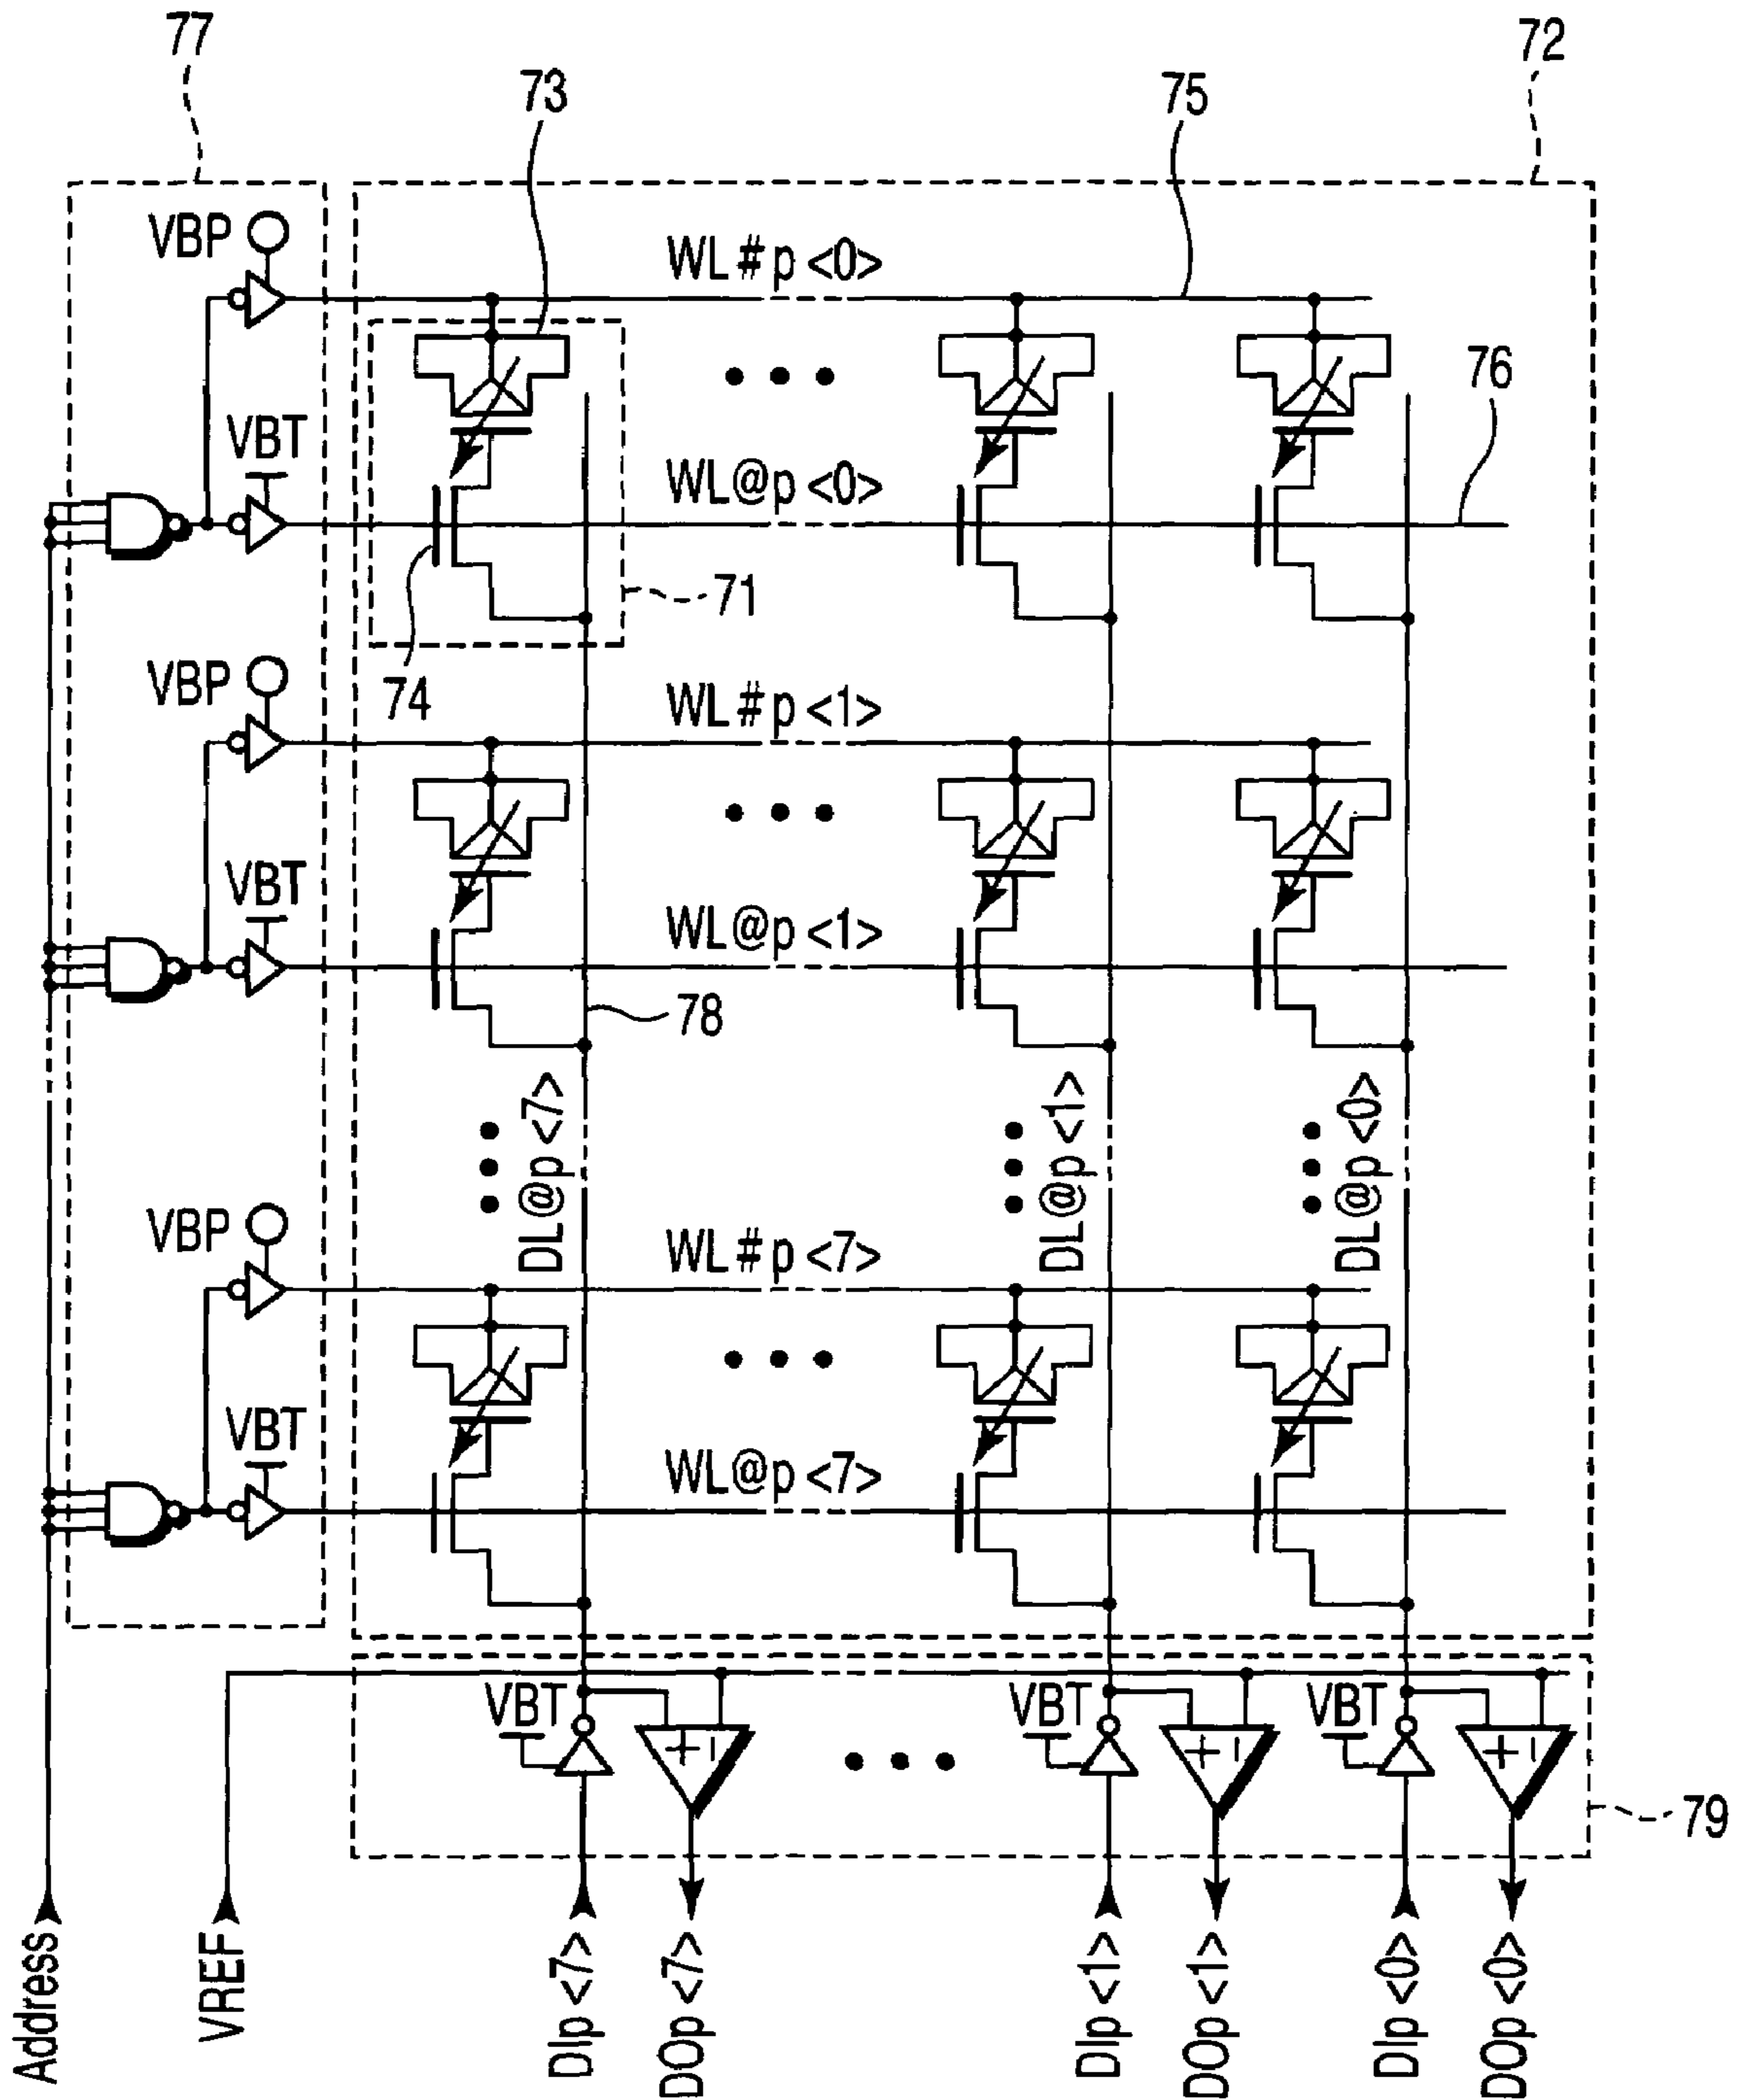 77
72
73
75
VBP
WL#p<0>
76
VBT
WL@p<0>
71
74
VBP
WL#p<1>
VBT
WL@p<1>
78
DL@p<7>
DL@p<1>
DL@p<0>
VBP
WL#p<7>
VBT
WL@p<7>
VBT
+ −
VBT
+ −
VBT
+ −
79
Address
VREF
DIp<7>
DOp<7>
DIp<1>
DOp<1>
DIp<0>
DOp<0>